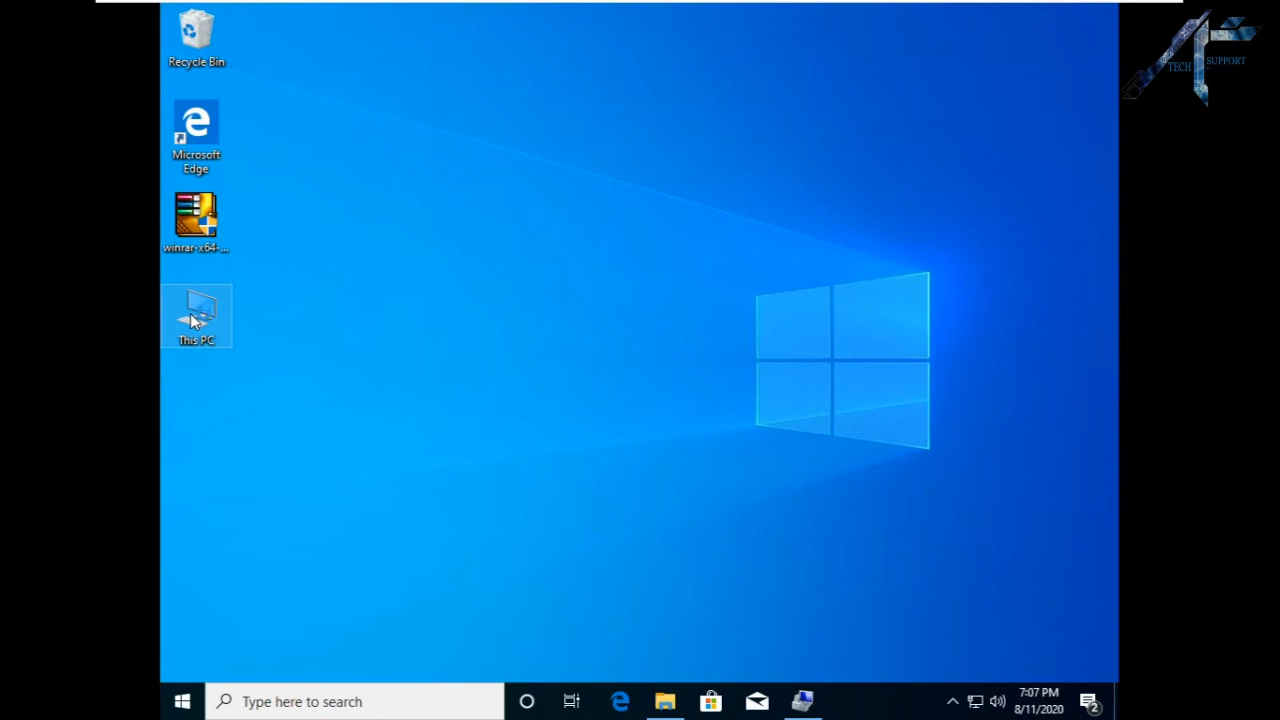 TECH SUPPORT
Recycle Bin
Microsoft
Edge
winrar-x64-...
This PC
Type here to search
7:07 PM
8/11/2020
2